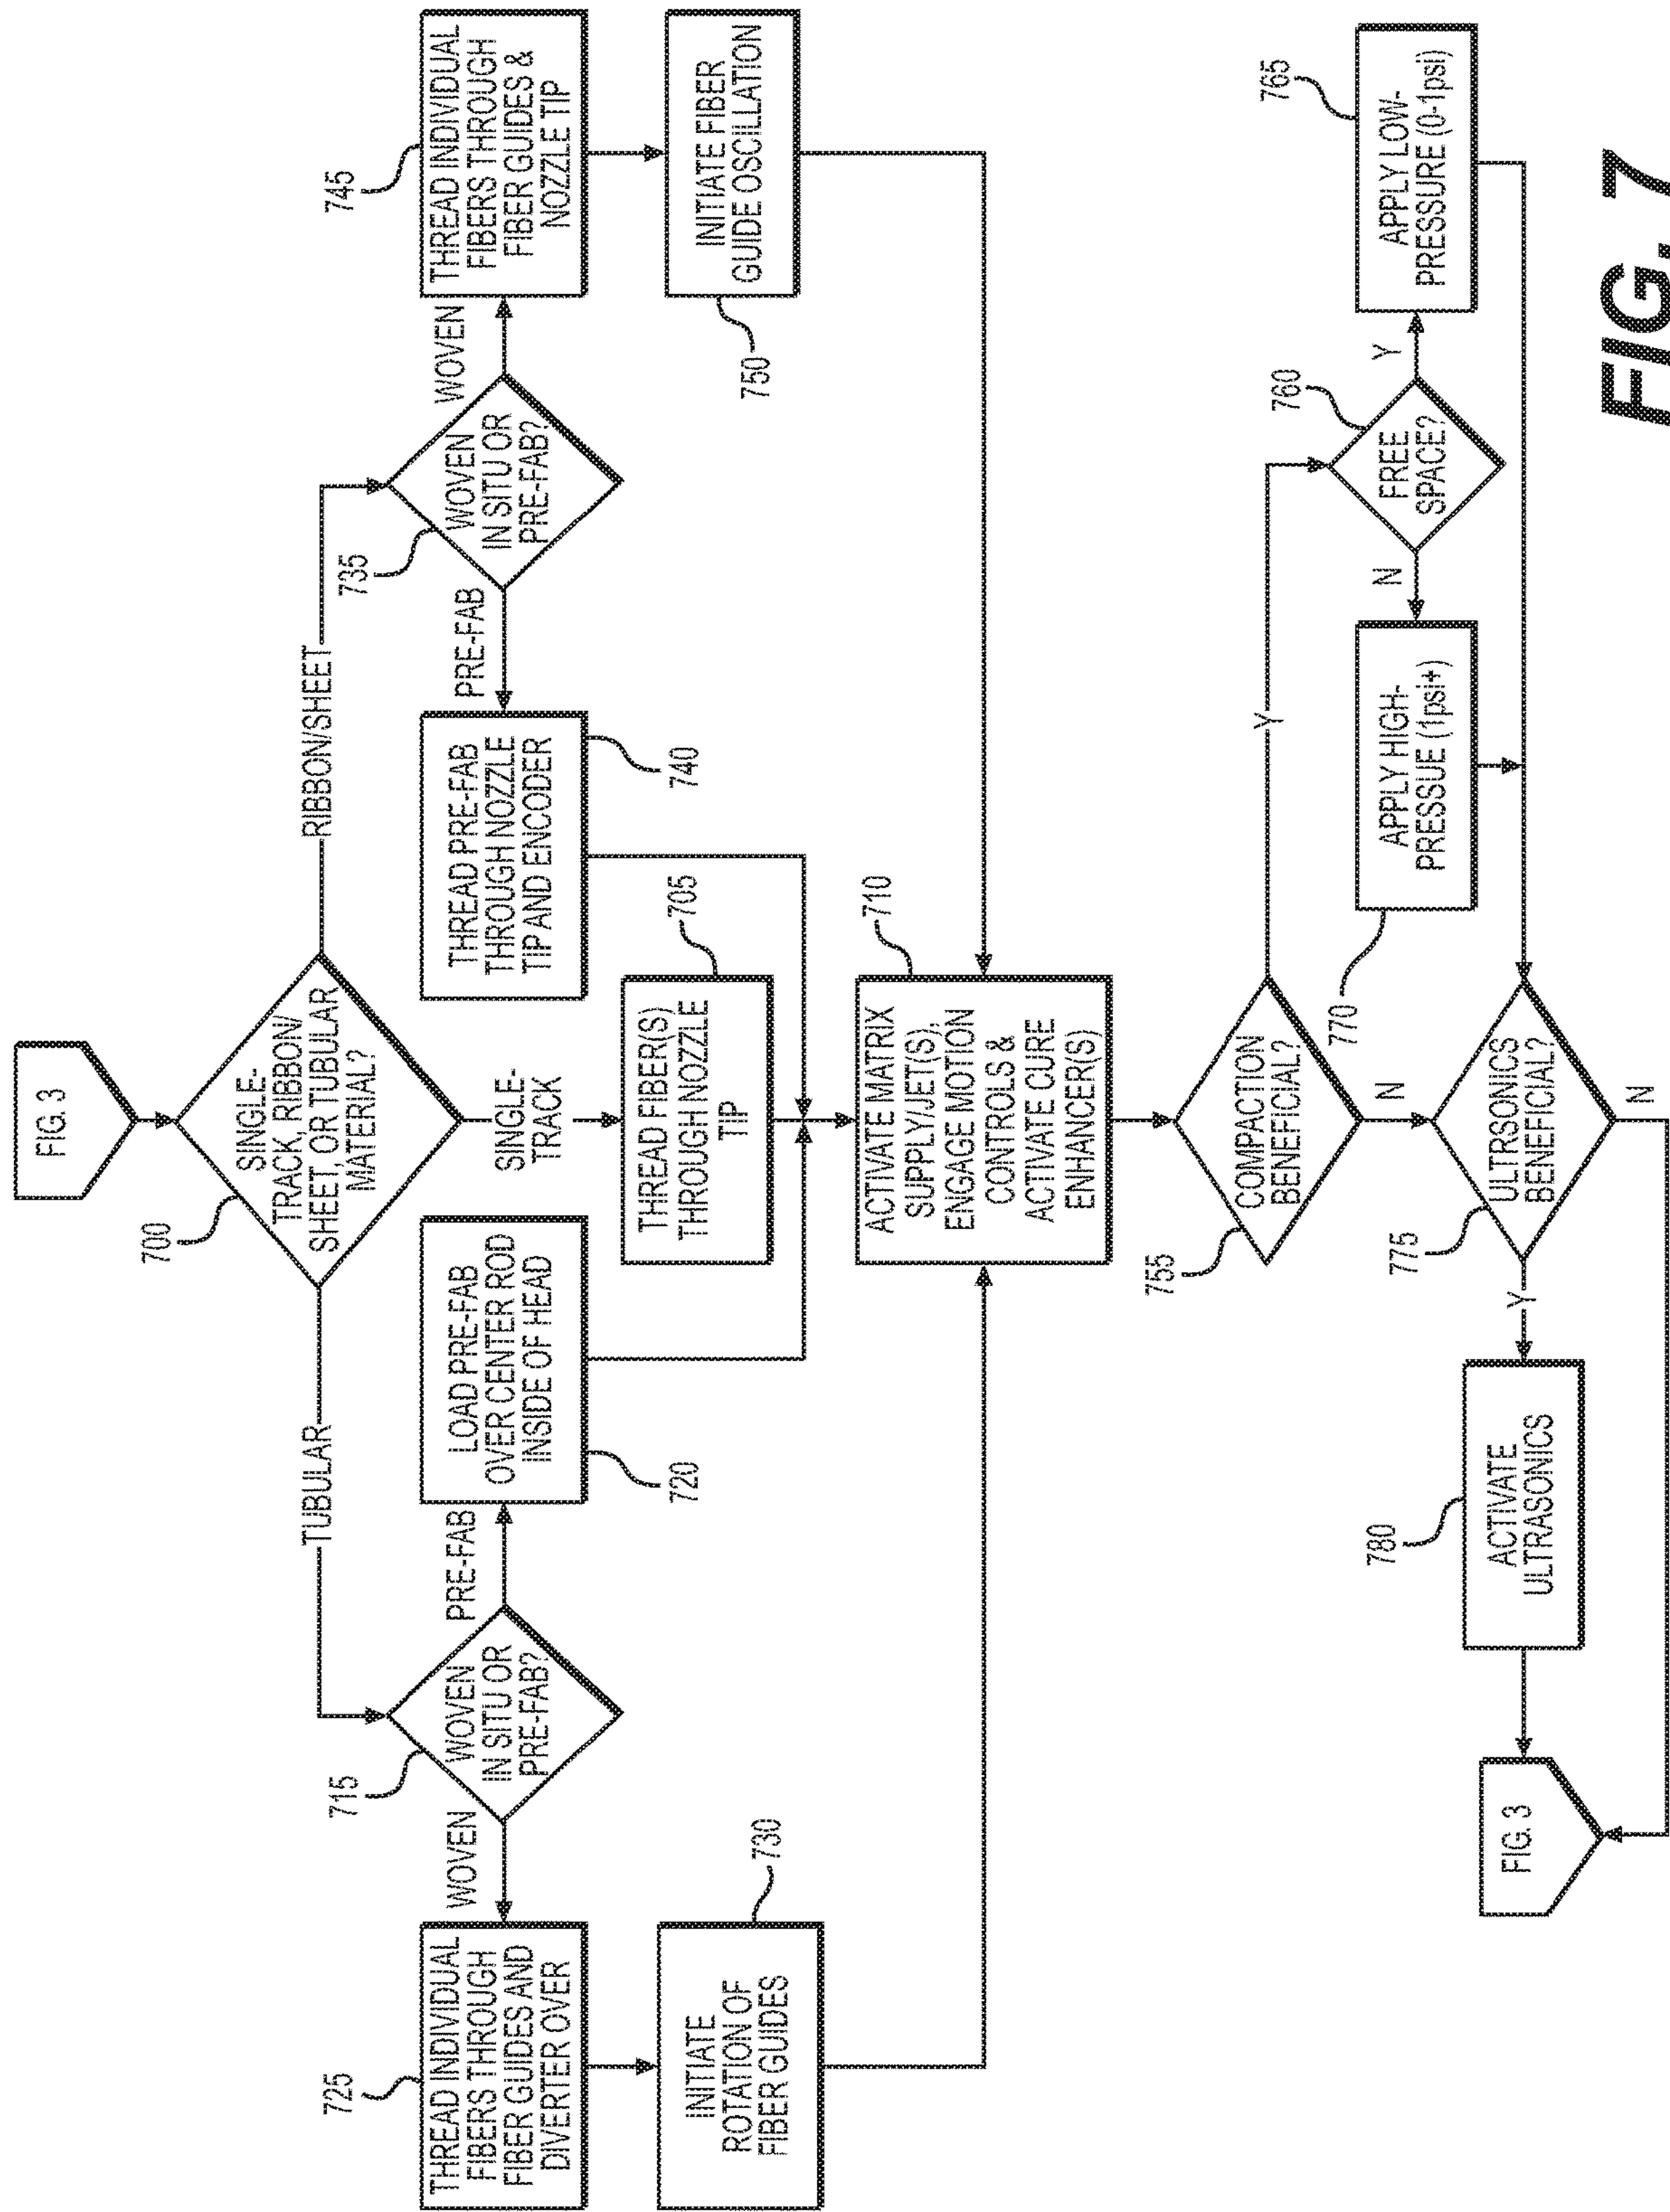 FIG. 3
SINGLE-
TRACK, RIBBON/
SHEET, OR TUBULAR
MATERIAL?
700
TUBULAR
RIBBON/SHEET
SINGLE-
TRACK
715
WOVEN
IN SITU OR
PRE-FAB?
WOVEN
PRE-FAB
735
WOVEN
IN SITU OR
PRE-FAB?
PRE-FAB
WOVEN
725
THREAD INDIVIDUAL
FIBERS THROUGH
FIBER GUIDES AND
DIVERTER OVER
LOAD PRE-FAB
OVER CENTER ROD
INSIDE OF HEAD
720
THREAD PRE-FAB
THROUGH NOZZLE
TIP AND ENCODER
740
745
THREAD INDIVIDUAL
FIBERS THROUGH
FIBER GUIDES &
NOZZLE TIP
INITIATE
ROTATION OF
FIBER GUIDES
730
THREAD FIBER(S)
THROUGH NOZZLE
TIP
705
INITIATE FIBER
GUIDE OSCILLATION
750
ACTIVATE MATRIX
SUPPLY/JET(S),
ENGAGE MOTION
CONTROLS &
ACTIVATE CURE
ENHANCER(S)
710
755
COMPACTION
BENEFICIAL?
Y
N
760
FREE
SPACE?
N
Y
APPLY HIGH-
PRESSUE (1psi+)
770
765
APPLY LOW-
PRESSURE (0-1psi)
775
ULTRSONICS
BENEFICIAL?
Y
N
780
ACTIVATE
ULTRASONICS
FIG. 3
FIG. 7